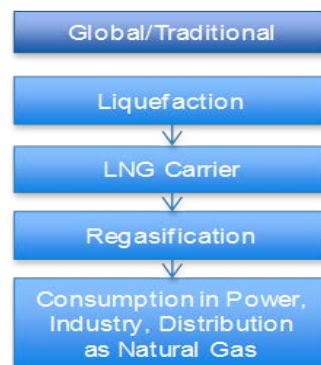 Global/Traditional
Liquefaction
LNG Carrier
Regasification
Consumption in Power,
Industry, Distribution
as Natural Gas